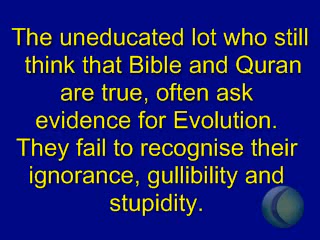 The uneducated lot who still
think that Bible and Quran
are true, often ask
evidence for Evolution.
They fail to recognise their
ignorance, gullibility and
stupidity.